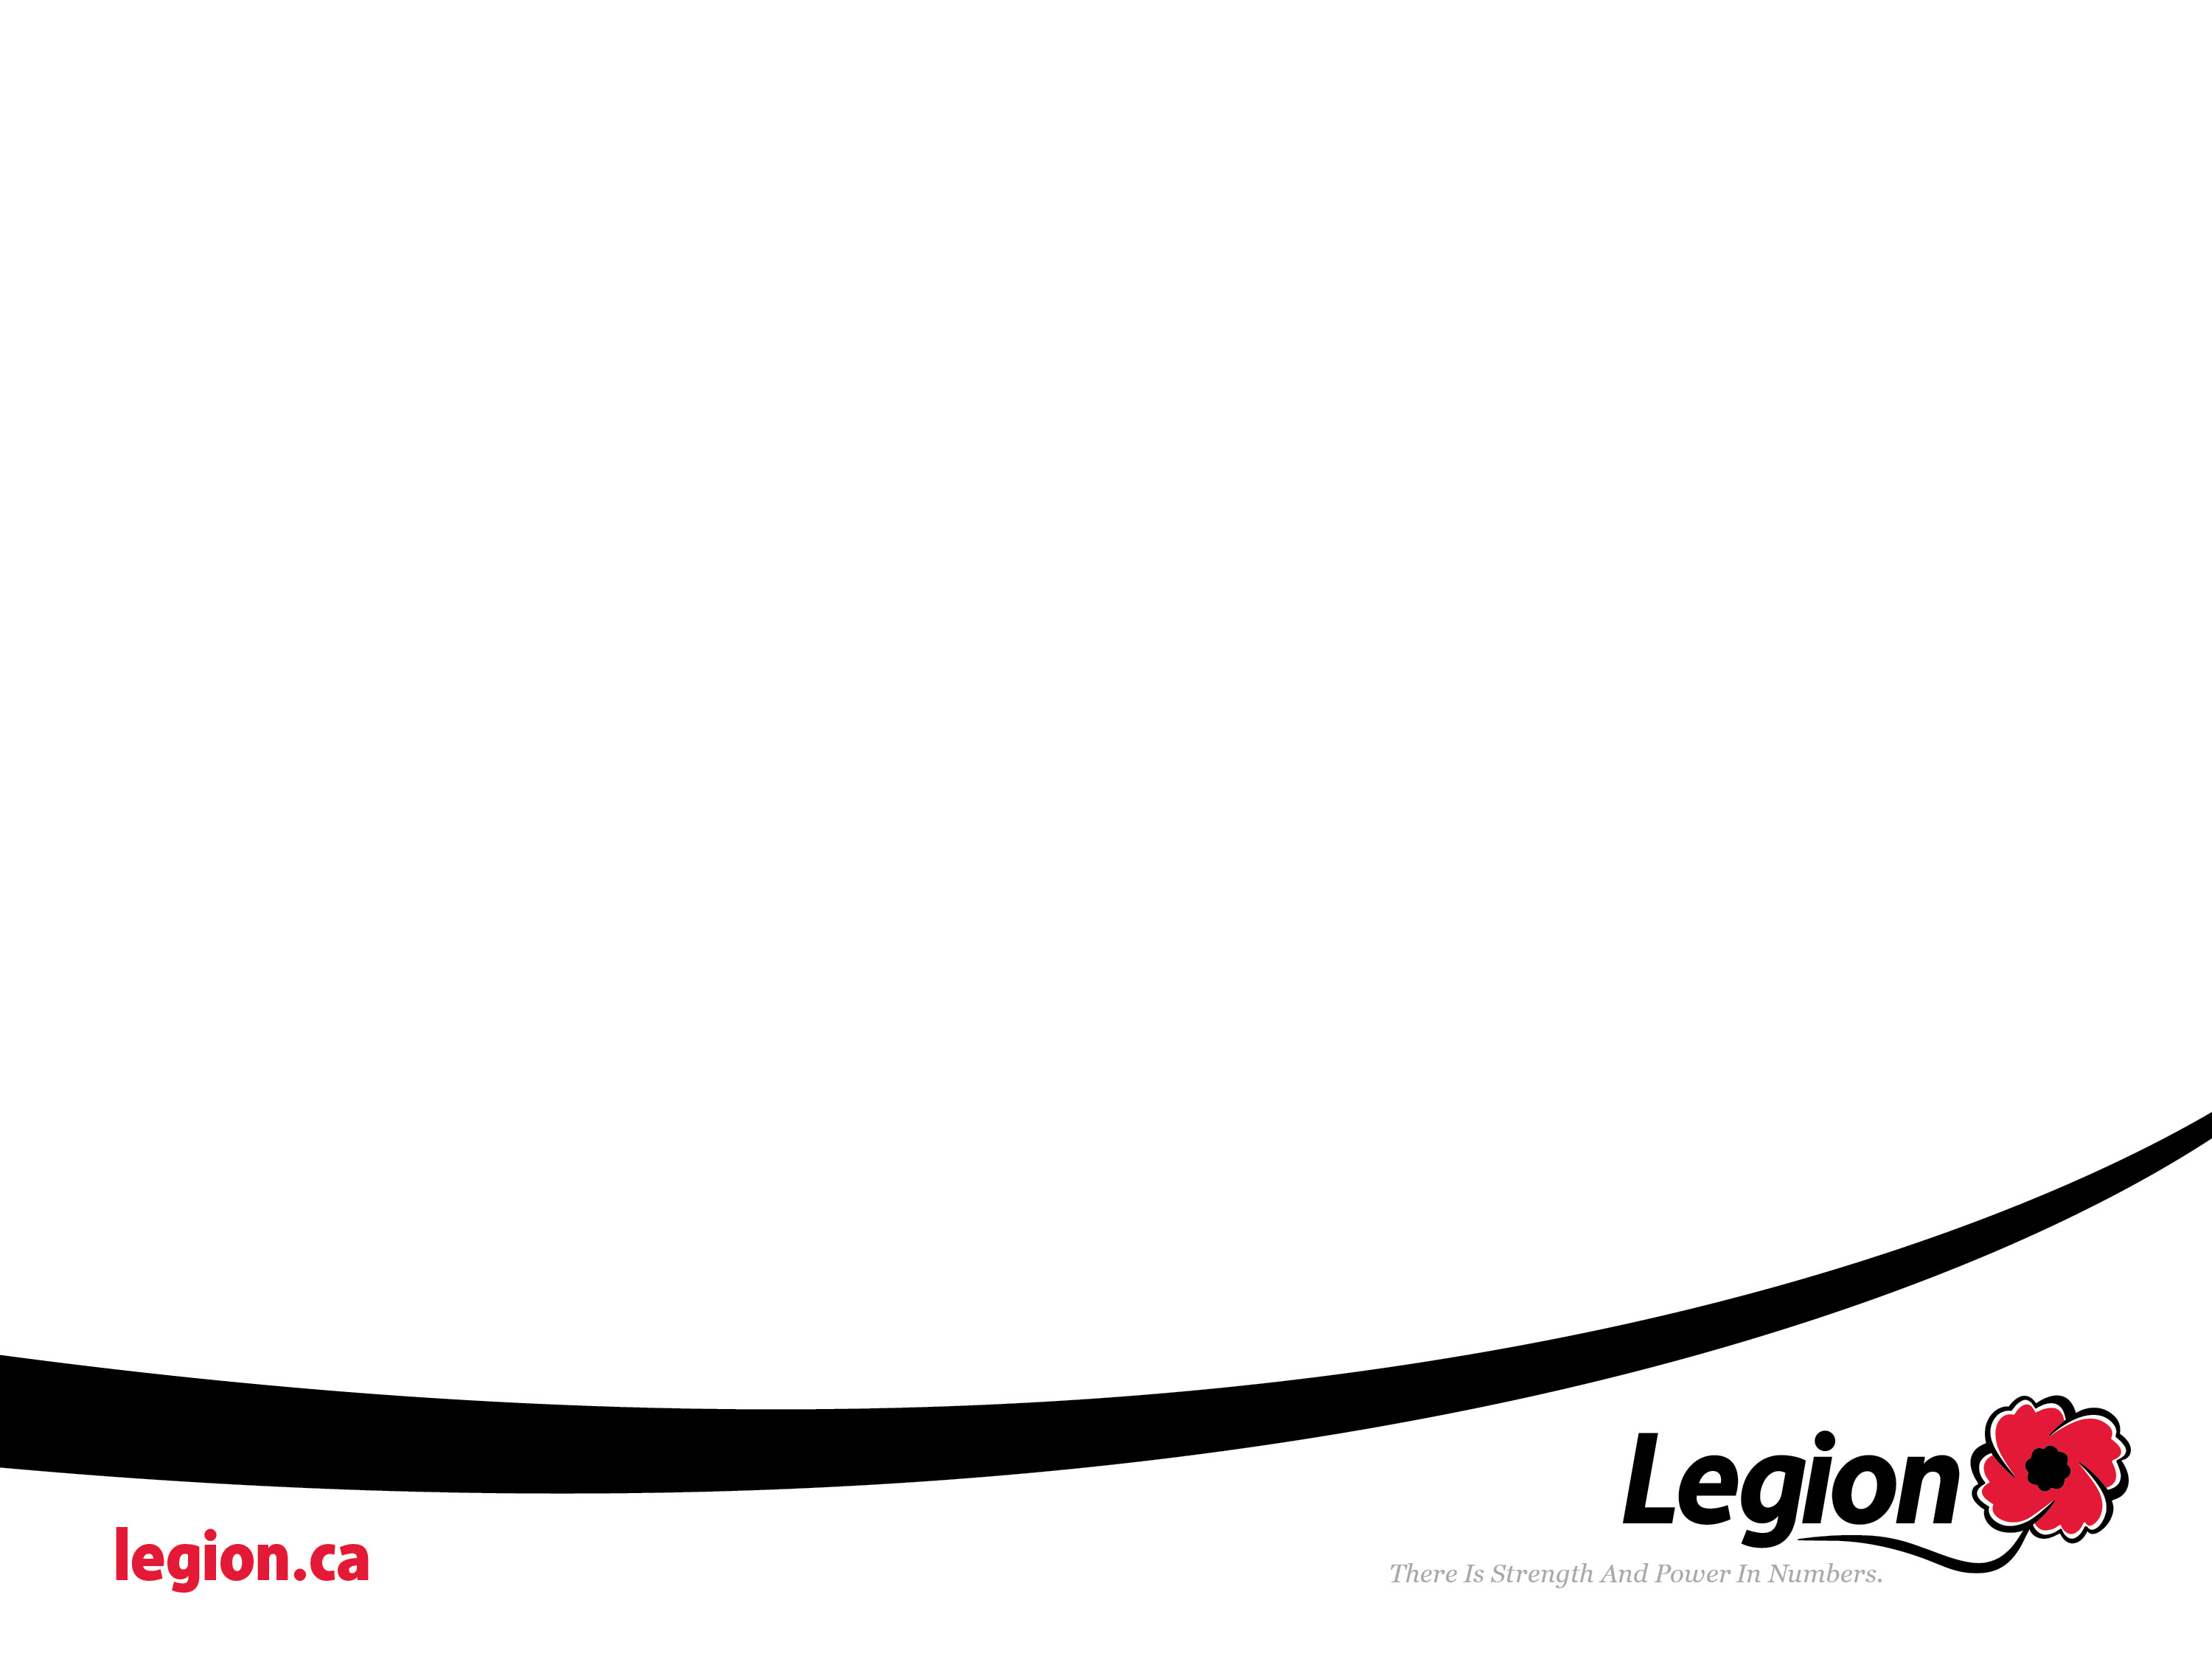 legion.ca
Legion
There Is Strength And Power In Numbers.